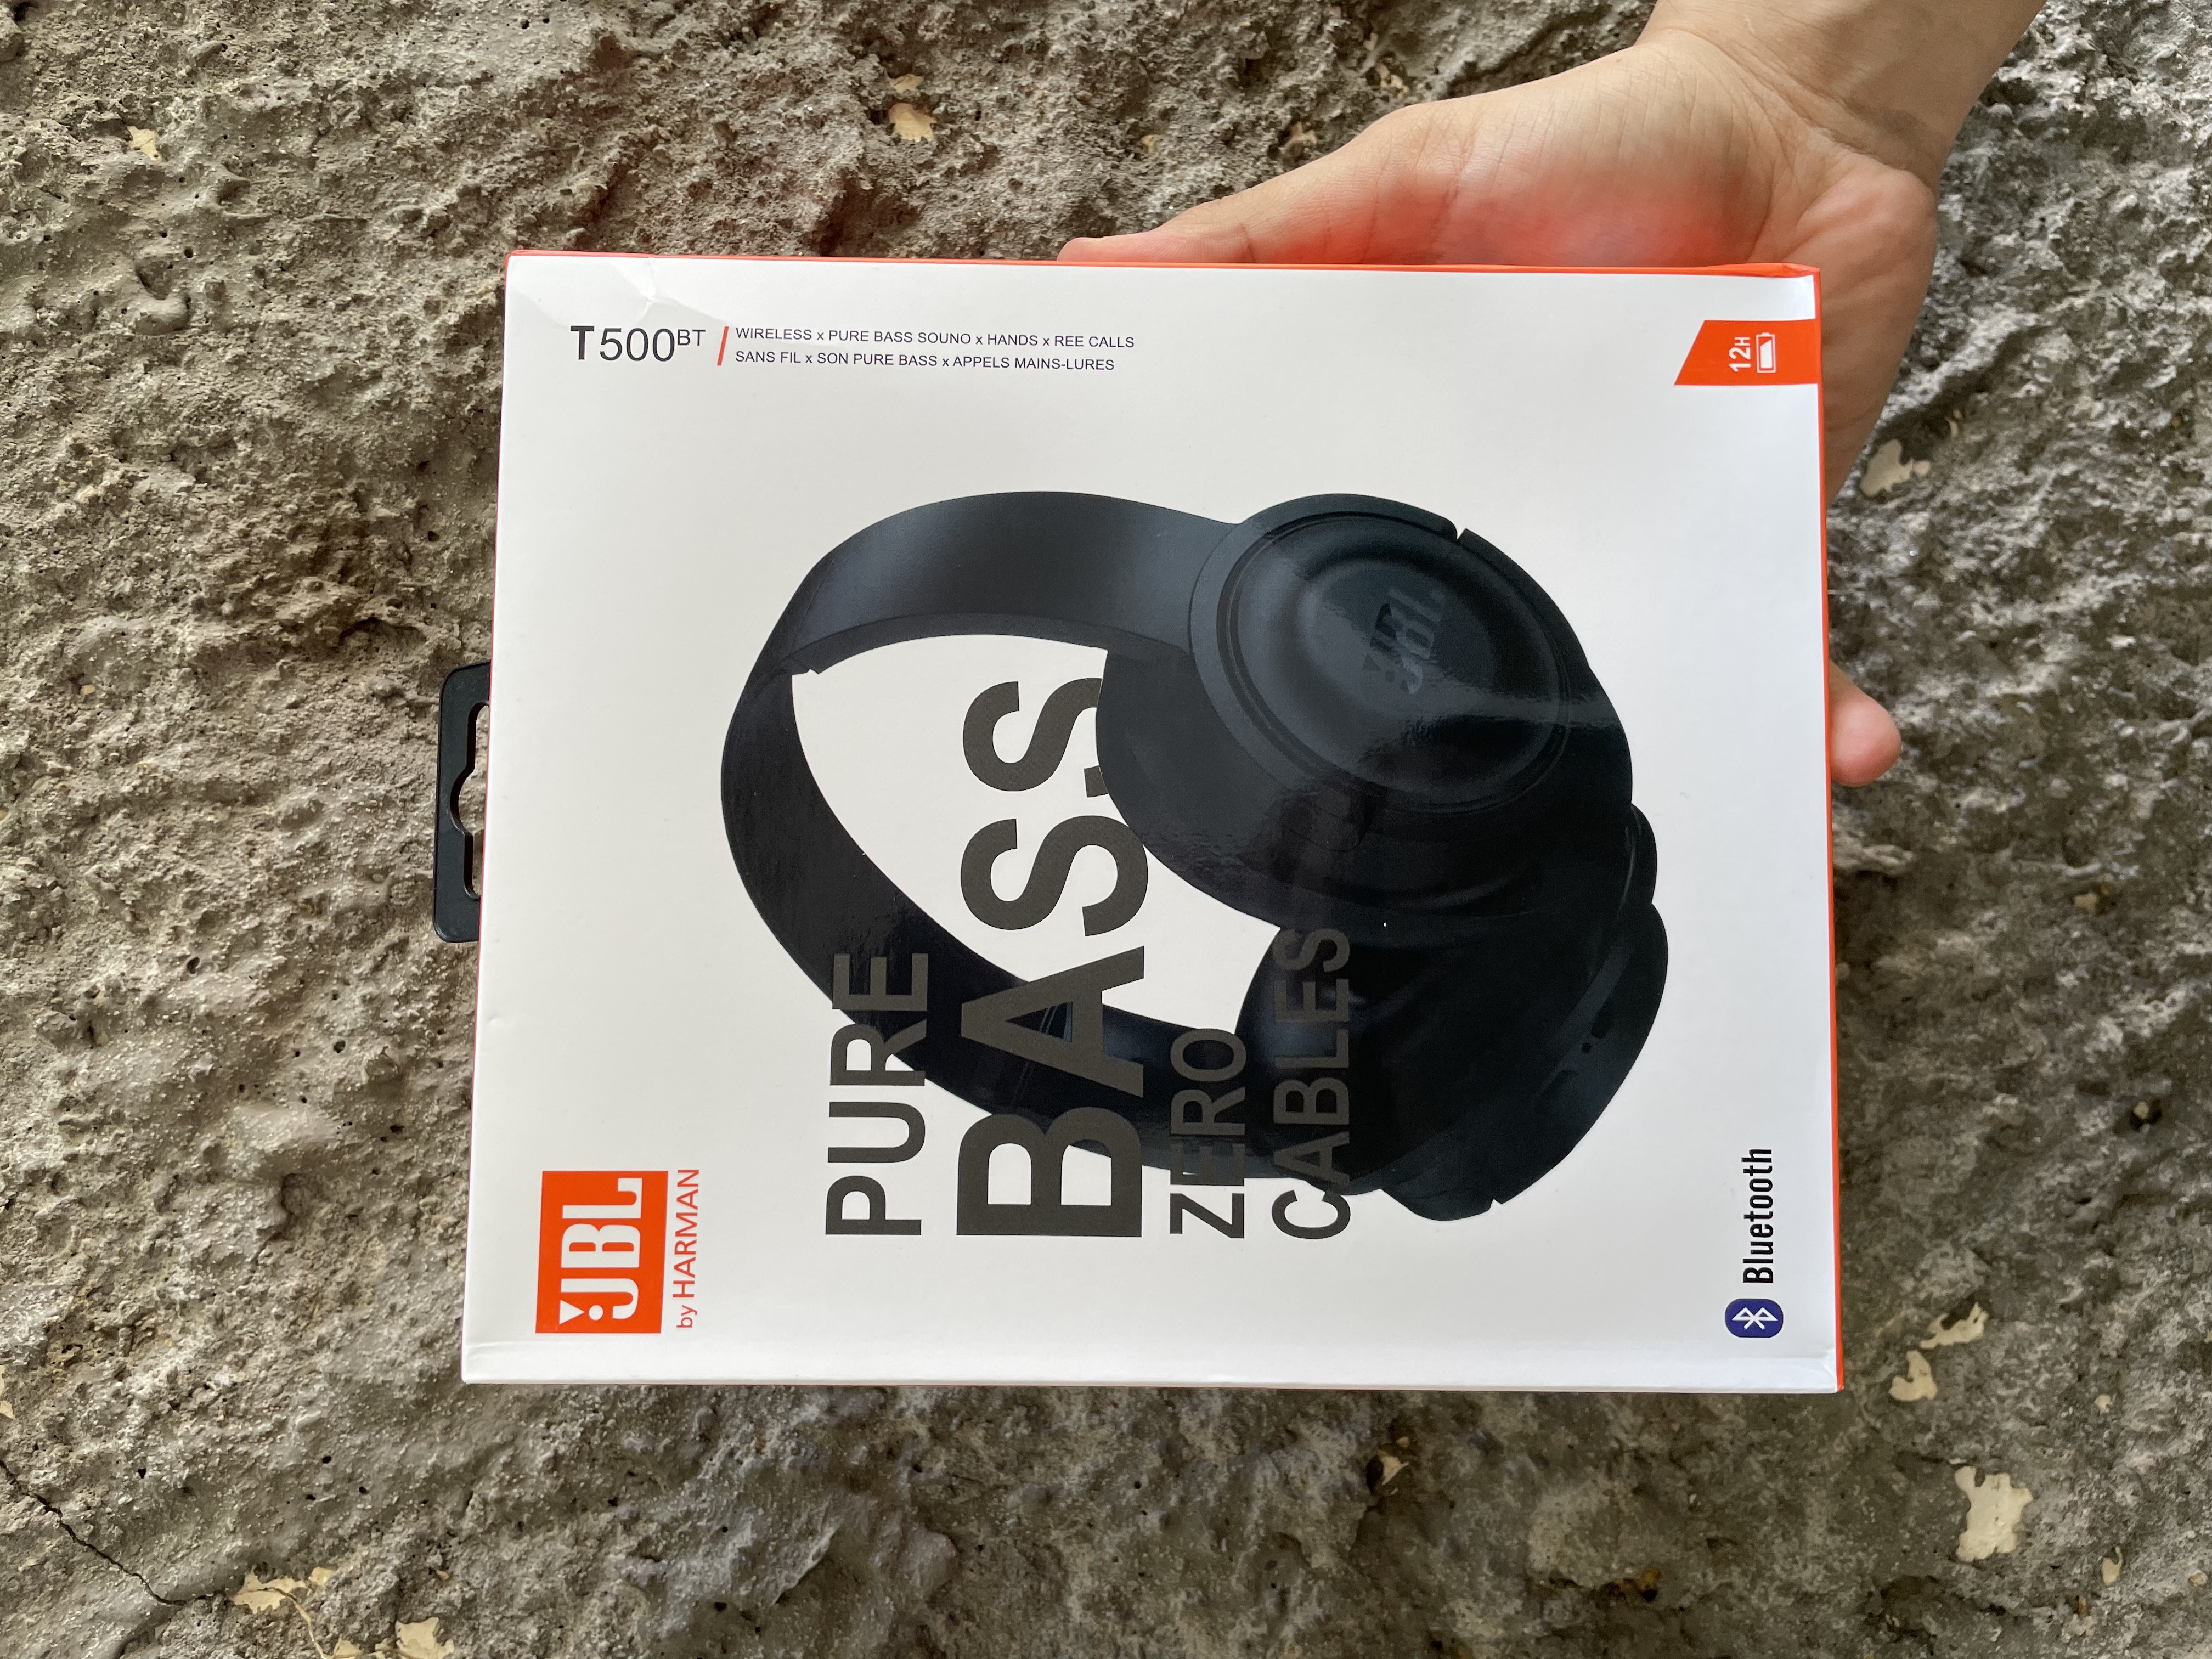 JBL
by HARMAN
T500BT
WIRELESS x PURE BASS SOUNO x HANDS x REE CALLS
SANS FIL x SON PURE BASS x APPELS MAINS-LURES
PURE
BASS
ZERO
CABLES
JBL
Bluetooth
12H